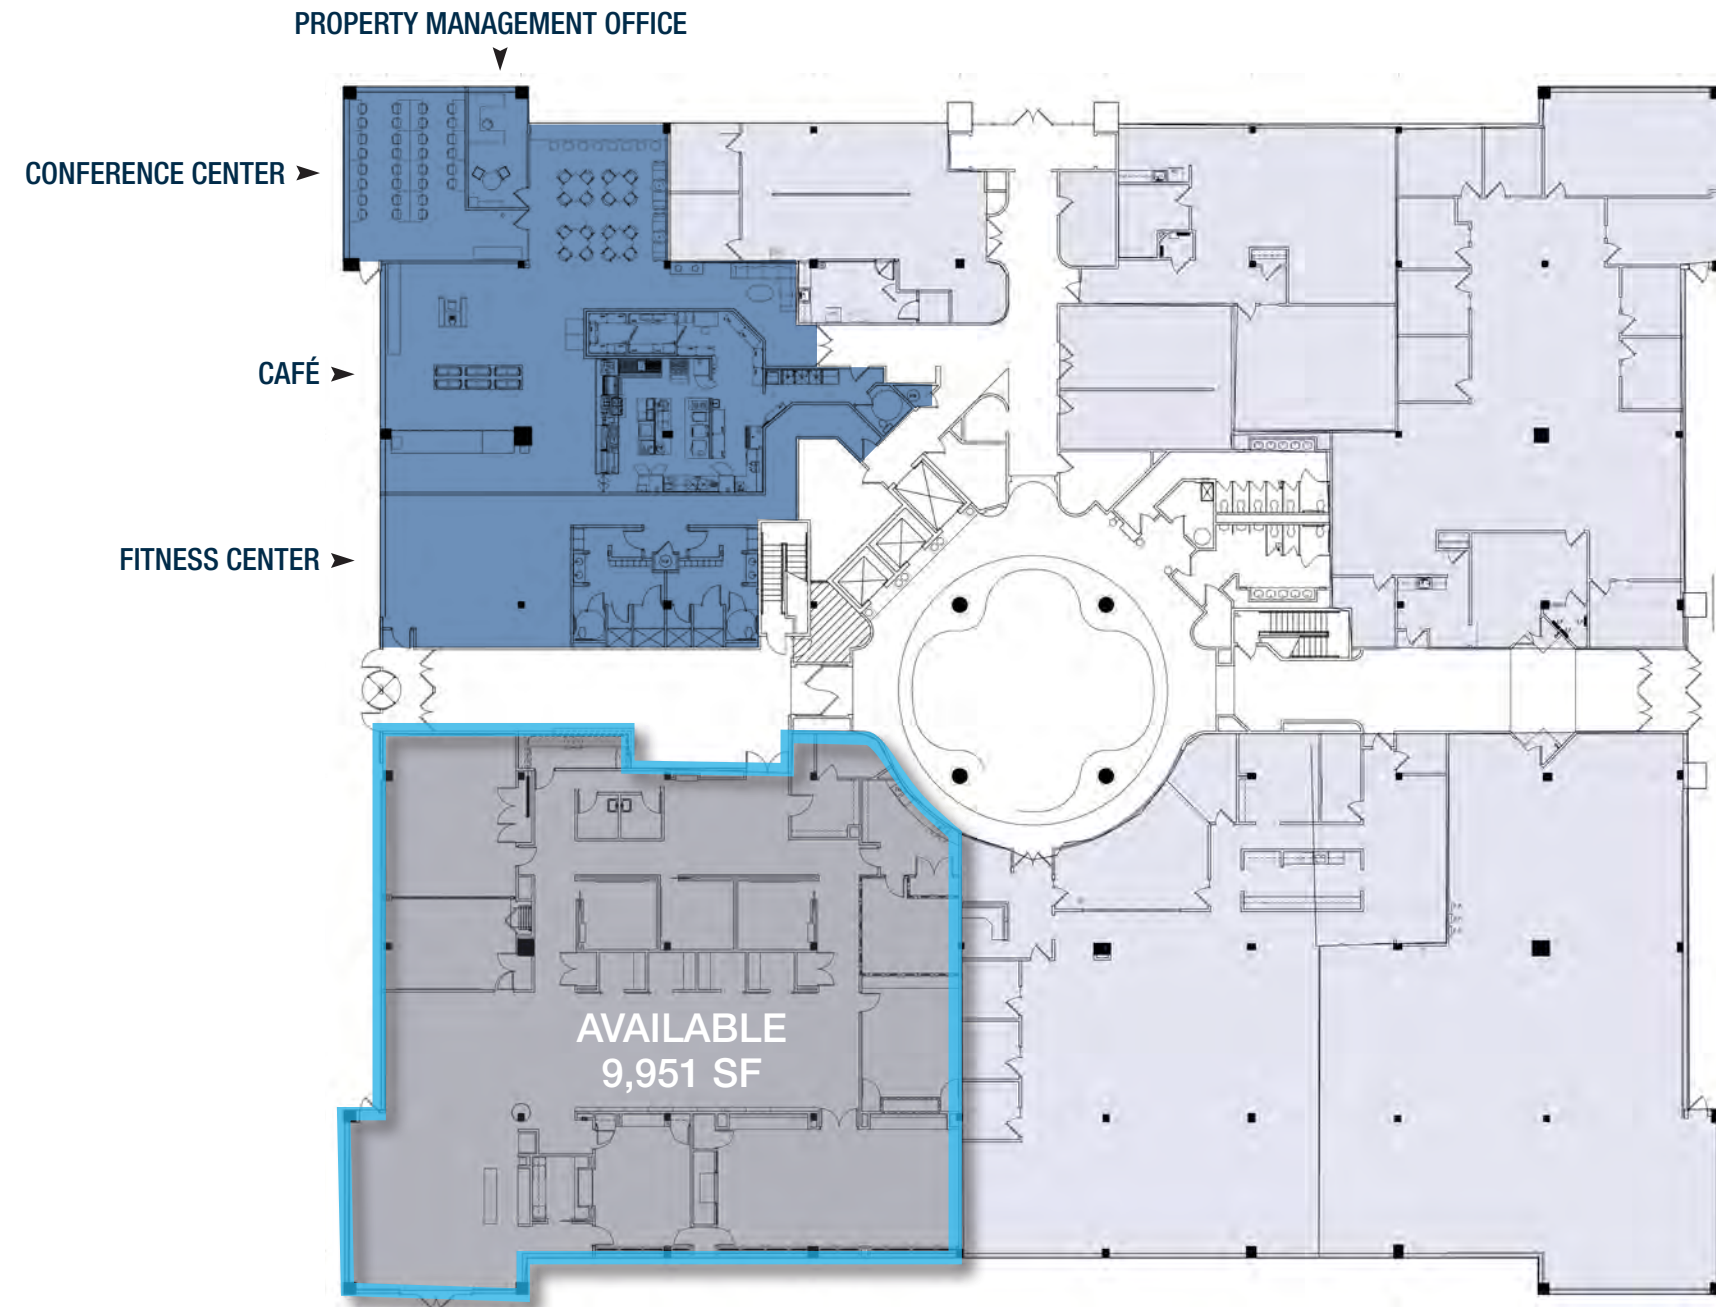 PROPERTY MANAGEMENT OFFICE
CONFERENCE CENTER
CAFÉ
FITNESS CENTER
AVAILABLE
9,951 SF